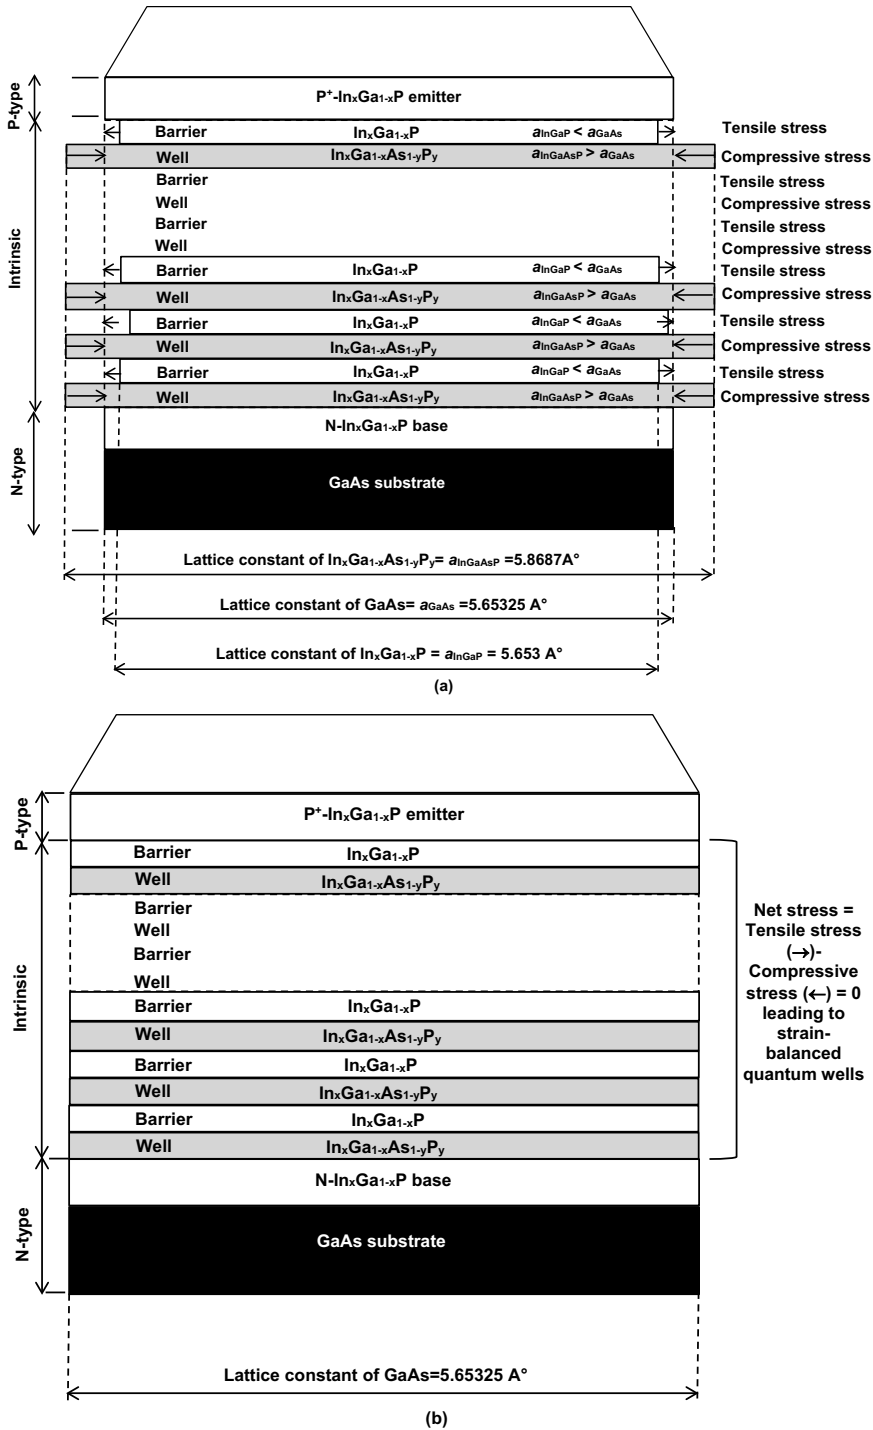 P-type
P⁺-InₓGa₁₋ₓP emitter
Intrinsic
Barrier InₓGa₁₋ₓP aInGaP < aGaAs Tensile stress
Well InₓGa₁₋ₓAs₁₋yPy aInGaAsP > aGaAs Compressive stress
Barrier Tensile stress
Well Compressive stress
Barrier Tensile stress
Well Compressive stress
Barrier InₓGa₁₋ₓP aInGaP < aGaAs Tensile stress
Well InₓGa₁₋ₓAs₁₋yPy aInGaAsP > aGaAs Compressive stress
Barrier InₓGa₁₋ₓP aInGaP < aGaAs Tensile stress
Well InₓGa₁₋ₓAs₁₋yPy aInGaAsP > aGaAs Compressive stress
Barrier InₓGa₁₋ₓP aInGaP < aGaAs Tensile stress
Well InₓGa₁₋ₓAs₁₋yPy aInGaAsP > aGaAs Compressive stress
N-type
N-InₓGa₁₋ₓP base
GaAs substrate
Lattice constant of InₓGa₁₋ₓAs₁₋yPy= aInGaAsP =5.8687A°
Lattice constant of GaAs= aGaAs =5.65325 A°
Lattice constant of InₓGa₁₋ₓP = aInGaP = 5.653 A°
(a)
P-type
P⁺-InₓGa₁₋ₓP emitter
Intrinsic
Barrier InₓGa₁₋ₓP
Well InₓGa₁₋ₓAs₁₋yPy
Barrier
Well
Barrier
Well
Barrier InₓGa₁₋ₓP
Well InₓGa₁₋ₓAs₁₋yPy
Barrier InₓGa₁₋ₓP
Well InₓGa₁₋ₓAs₁₋yPy
Barrier InₓGa₁₋ₓP
Well InₓGa₁₋ₓAs₁₋yPy
Net stress =
Tensile stress
(→)-
Compressive
stress (←) = 0
leading to
strain-
balanced
quantum wells
N-type
N-InₓGa₁₋ₓP base
GaAs substrate
Lattice constant of GaAs=5.65325 A°
(b)